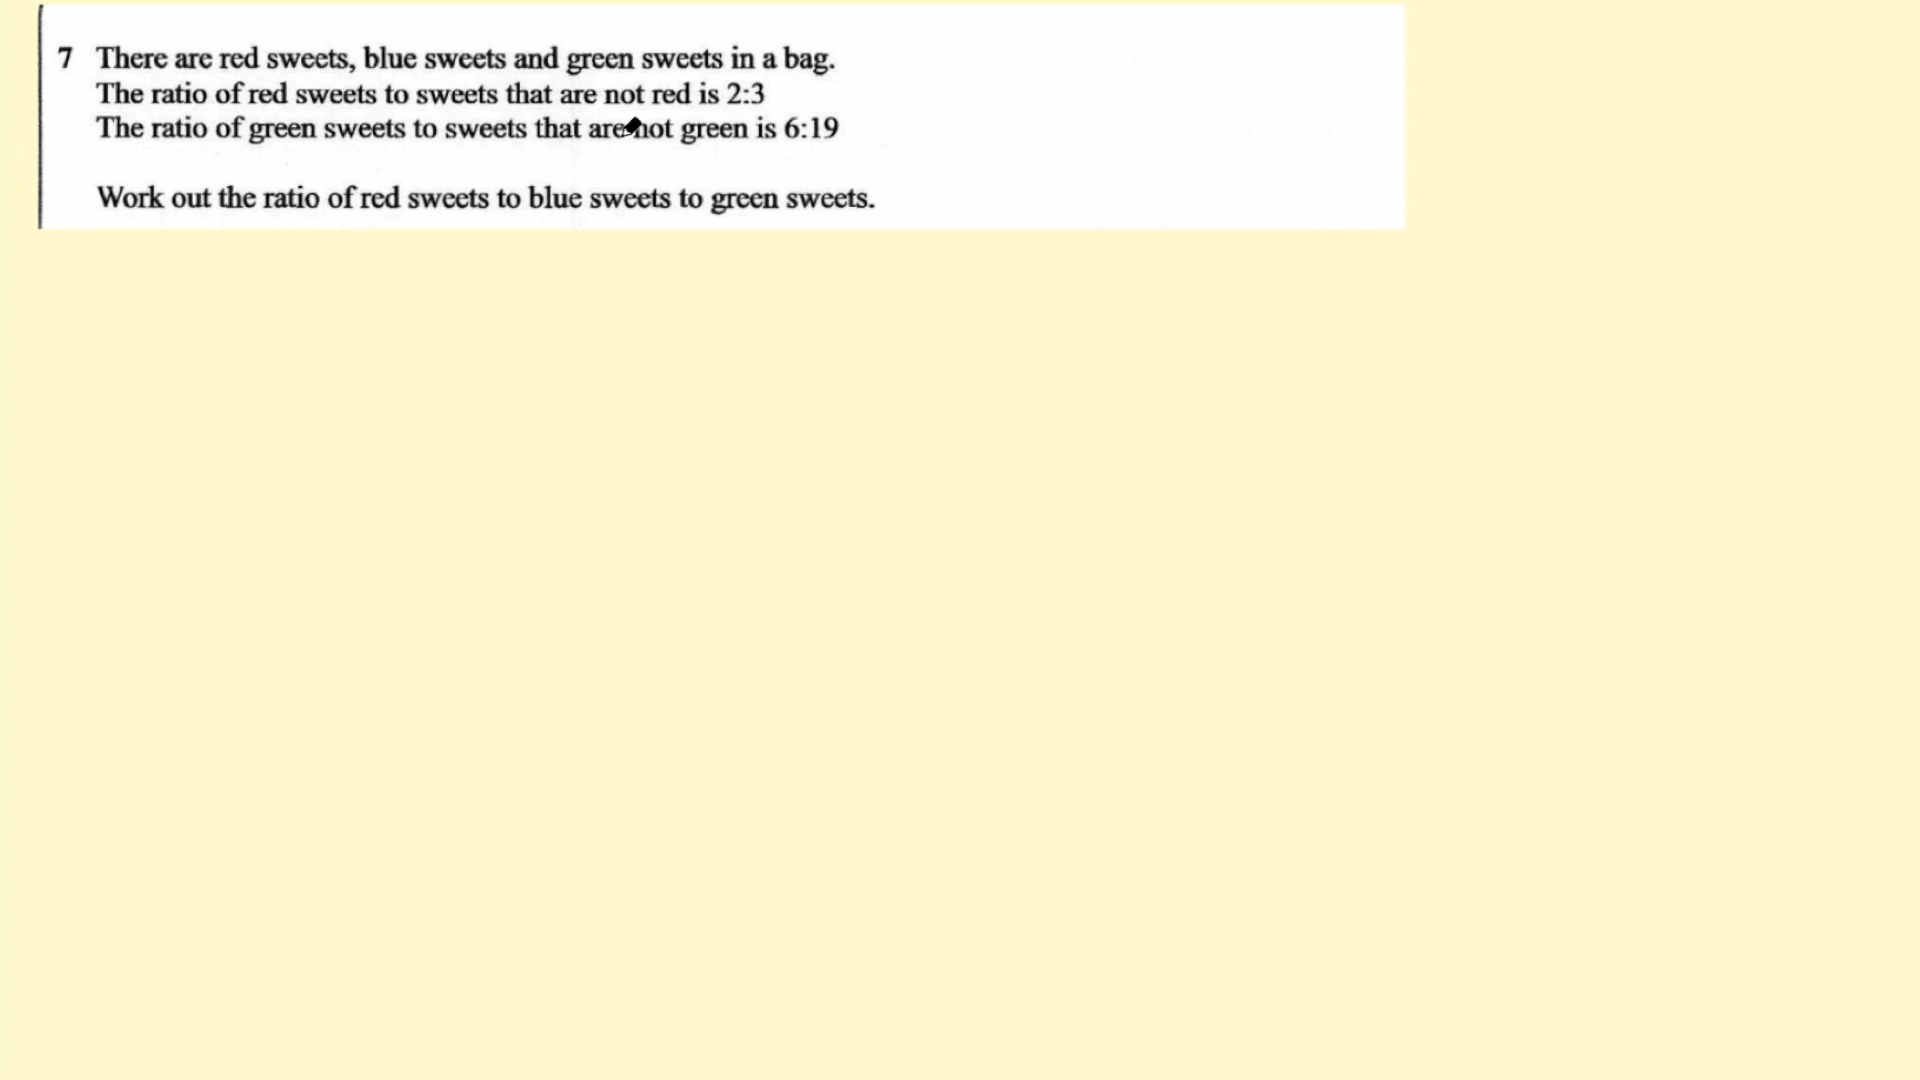 7 There are red sweets, blue sweets and green sweets in a bag.
The ratio of red sweets to sweets that are not red is 2:3
The ratio of green sweets to sweets that are not green is 6:19
Work out the ratio of red sweets to blue sweets to green sweets.